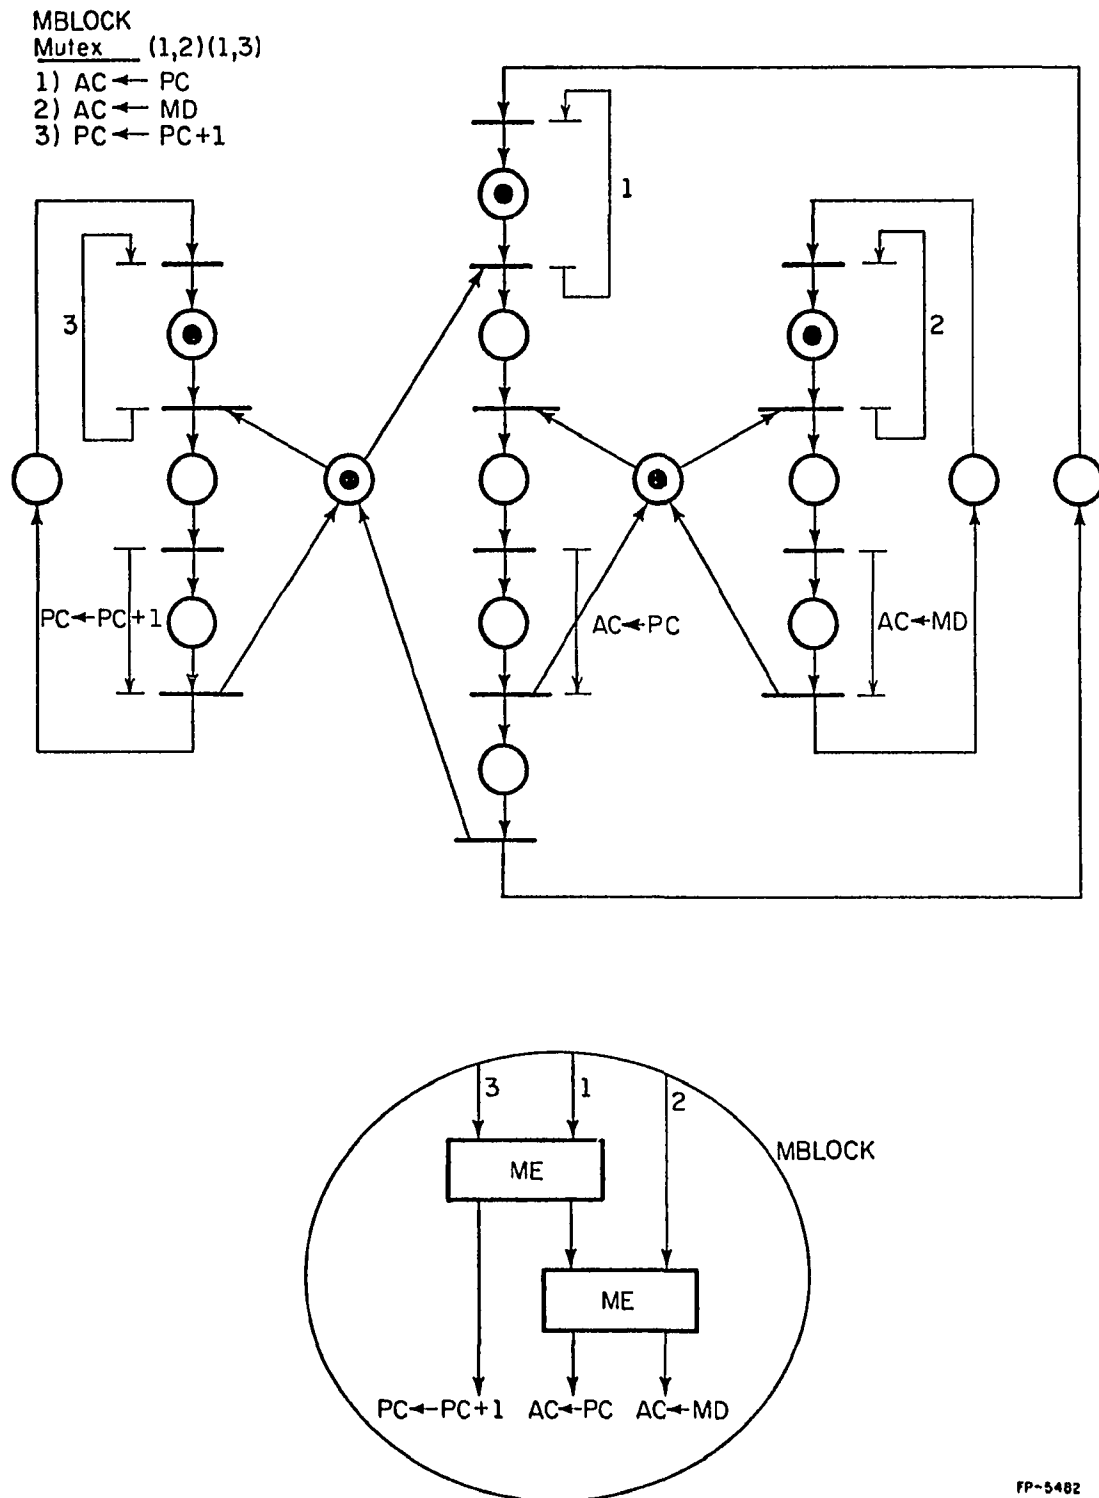 MBLOCK
Mutex (1,2)(1,3)
1) AC ← PC
2) AC ← MD
3) PC ← PC+1
1
3
2
PC←PC+1
AC←PC
AC←MD
3
1
2
MBLOCK
ME
ME
PC←PC+1 AC←PC AC←MD
FP-5482